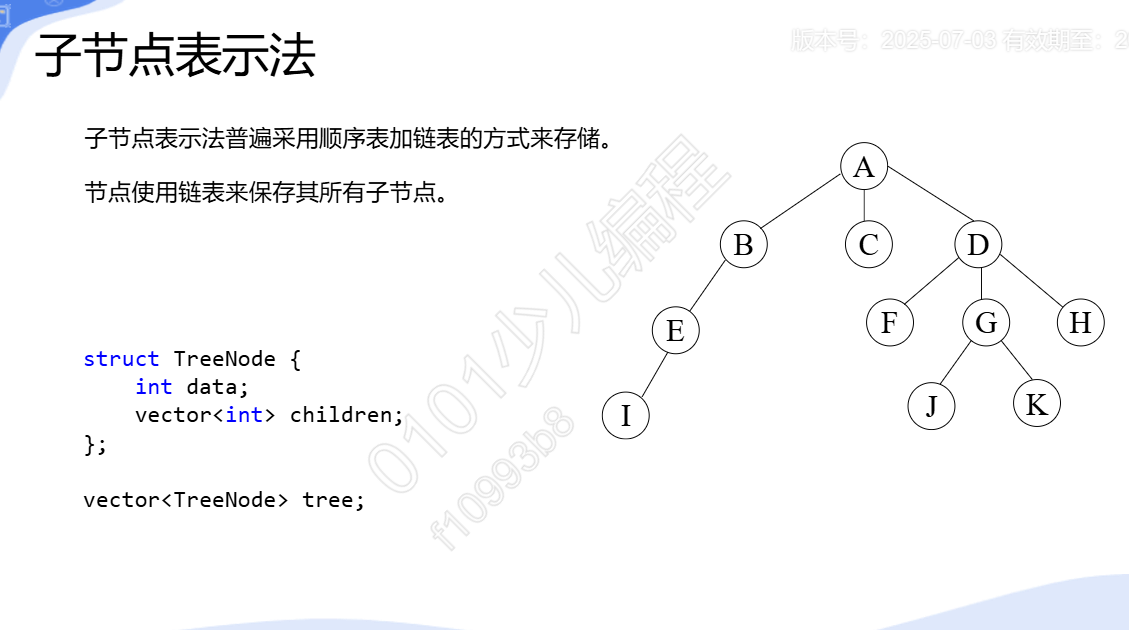 版本号：2025-07-03 有效期至：2
子节点表示法
子节点表示法普遍采用顺序表加链表的方式来存储。
节点使用链表来保存其所有子节点。
A
B C D
E F G H
I J K
struct TreeNode {
    int data;
    vector<int> children;
};
vector<TreeNode> tree;
0101少儿编程
f10993b8